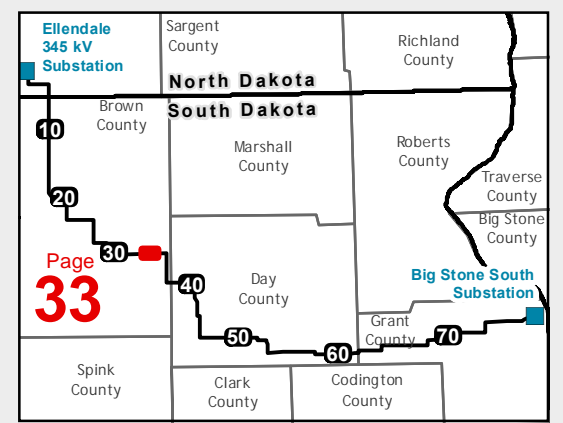 Ellendale
345 kV
Substation
Sargent
County
Richland
County
North Dakota
South Dakota
Brown
County
10
Marshall
County
Roberts
County
Traverse
County
20
Big Stone
County
30
Page
33
40
Day
County
Big Stone South
Substation
Grant
County
50
60
70
Spink
County
Clark
County
Codington
County